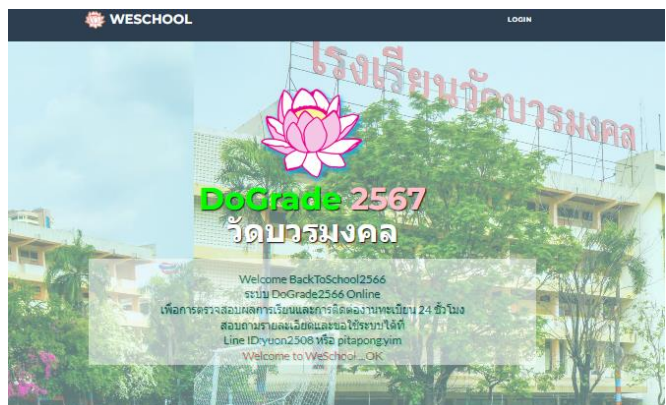 WESCHOOL
LOGIN
โรงเรียนวัดบวรมงคล
DoGrade 2567
วัดบวรมงคล
Welcome BackToSchool2566
ระบบ DoGrade2566 Online
เพื่อการตรวจสอบผลการเรียนและการติดต่องานทะเบียน 24 ชั่วโมง
สอบถามรายละเอียดและขอใช้ระบบได้ที่
Line ID:yuon2508 หรือ pitapong.yim
Welcome to WeSchool ...OK